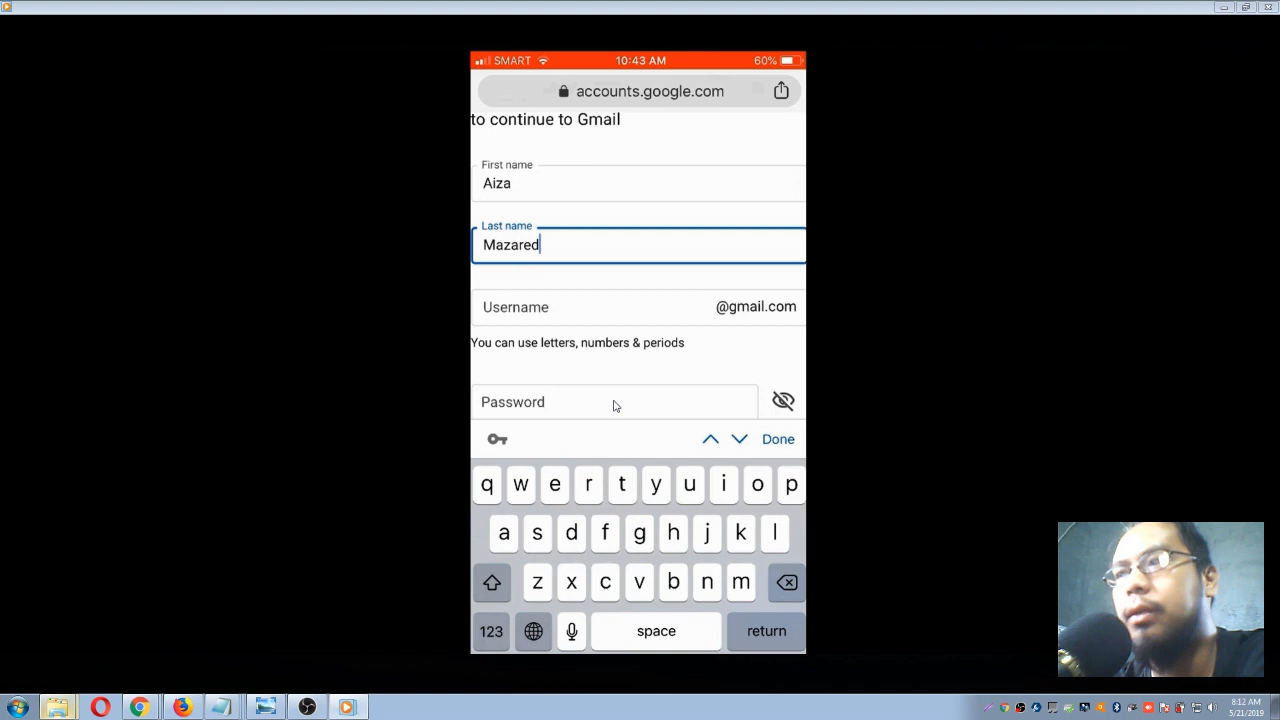 SMART 10:43 AM 60%
accounts.google.com
to continue to Gmail
First name
Aiza
Last name
Mazared
Username @gmail.com
You can use letters, numbers & periods
Password
Done
q w e r t y u i o p
a s d f g h j k l
z x c v b n m
123 space return
8:12 AM
5/21/2019